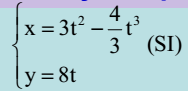 x = 3t² − 4/3 t³
(SI)
y = 8t